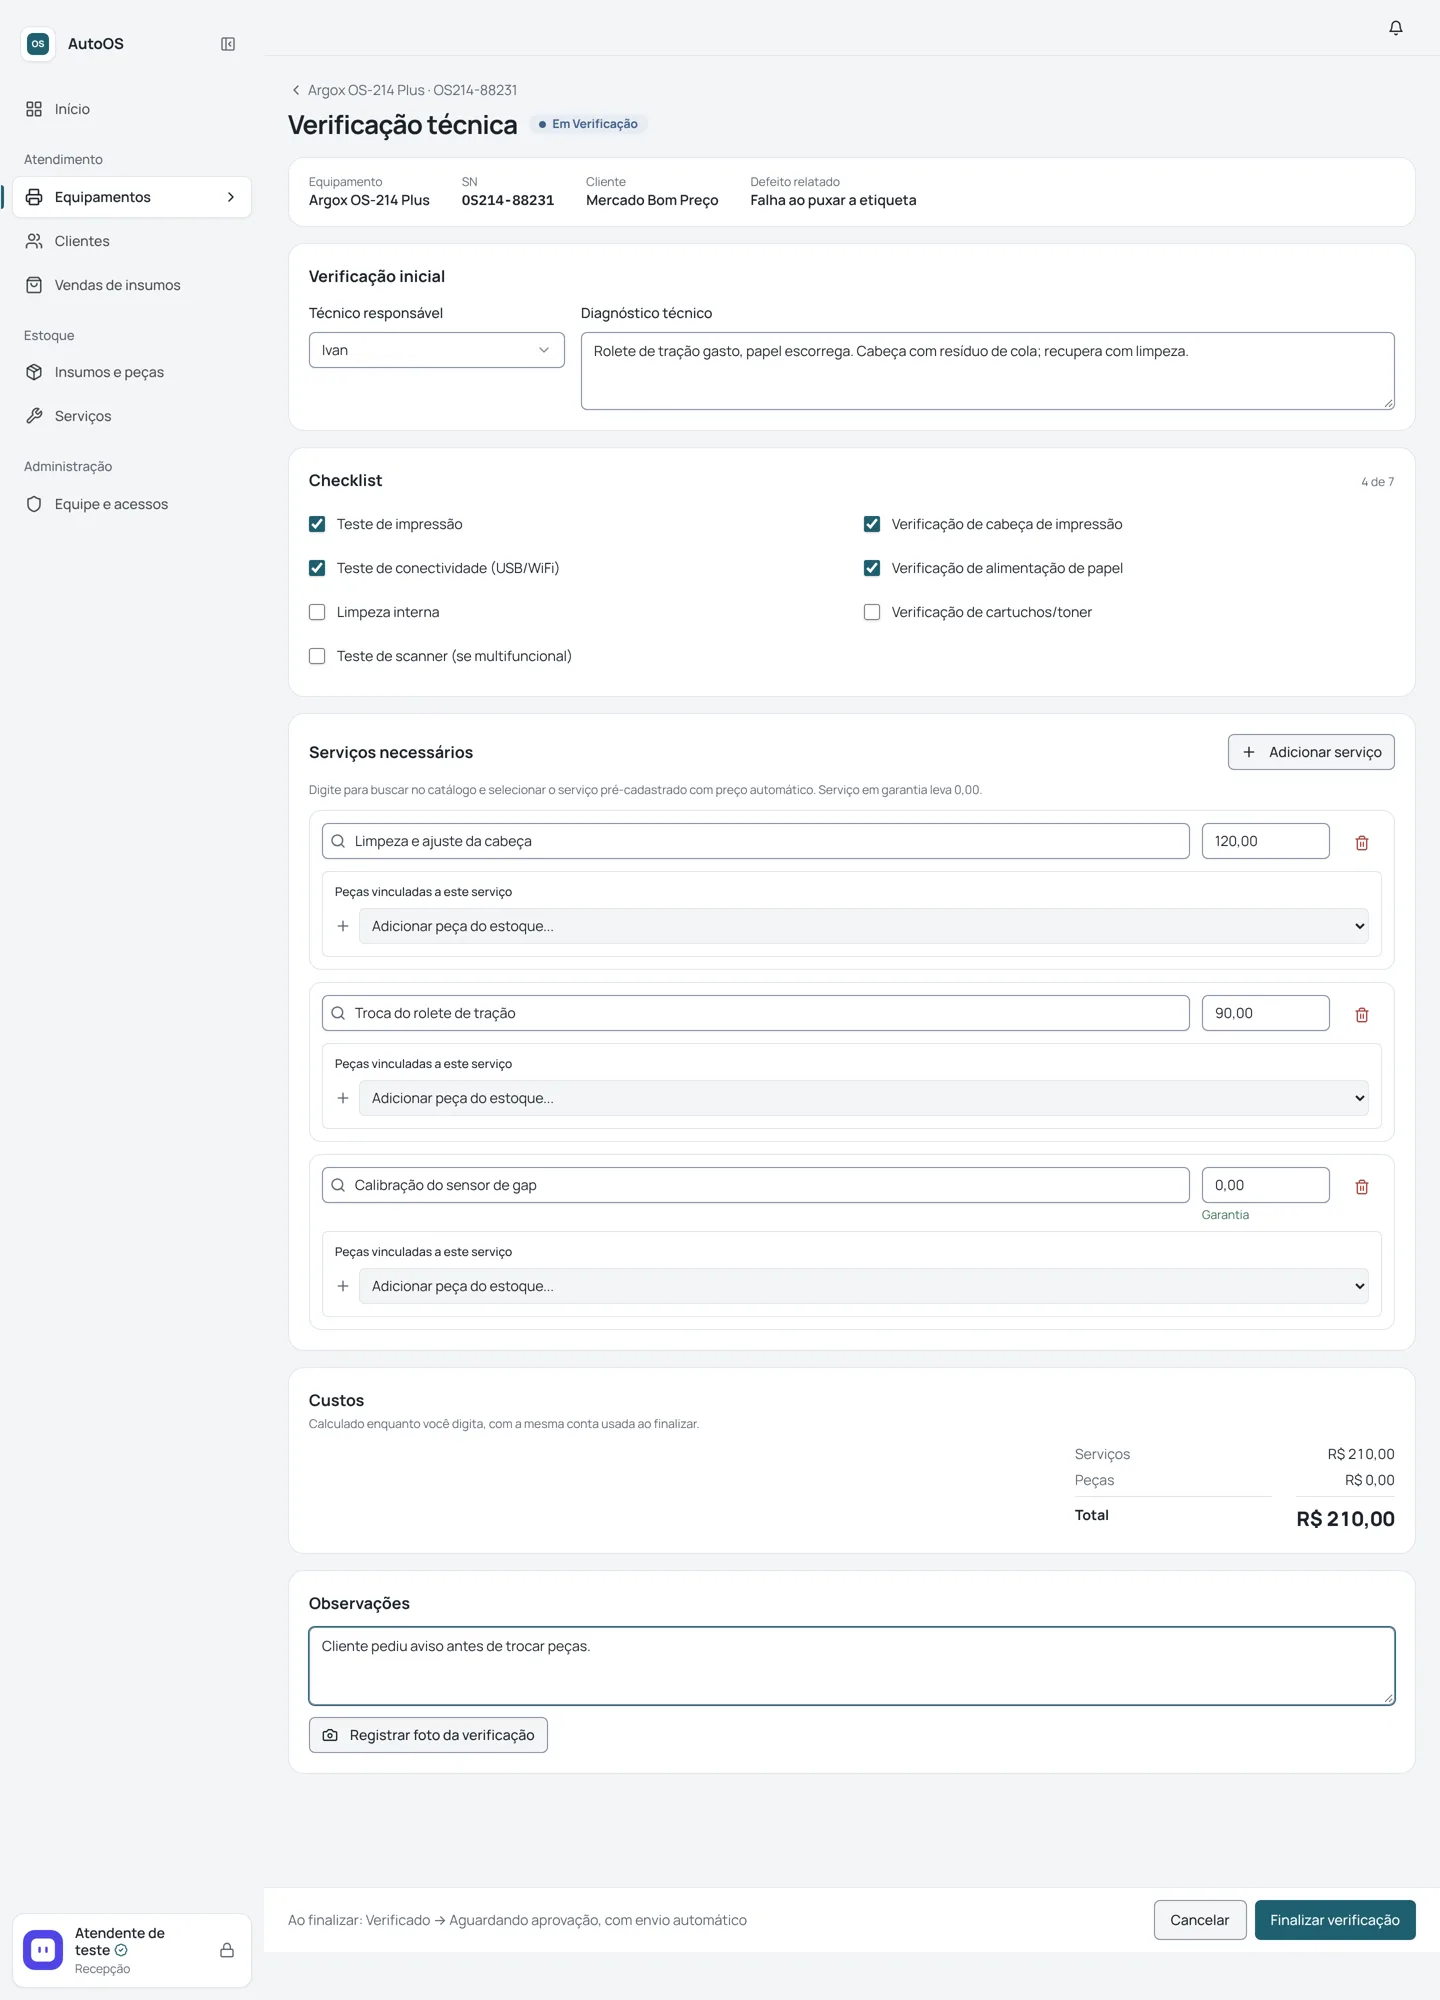 OS AutoOS
Início
Atendimento
Equipamentos
Clientes
Vendas de insumos
Estoque
Insumos e peças
Serviços
Administração
Equipe e acessos
Argox OS-214 Plus · OS214-88231
Verificação técnica Em Verificação
Equipamento SN Cliente Defeito relatado
Argox OS-214 Plus OS214-88231 Mercado Bom Preço Falha ao puxar a etiqueta
Verificação inicial
Técnico responsável Diagnóstico técnico
Ivan Rolete de tração gasto, papel escorrega. Cabeça com resíduo de cola; recupera com limpeza.
Checklist 4 de 7
Teste de impressão Verificação de cabeça de impressão
Teste de conectividade (USB/WiFi) Verificação de alimentação de papel
Limpeza interna Verificação de cartuchos/toner
Teste de scanner (se multifuncional)
Serviços necessários Adicionar serviço
Digite para buscar no catálogo e selecionar o serviço pré-cadastrado com preço automático. Serviço em garantia leva 0,00.
Limpeza e ajuste da cabeça 120,00
Peças vinculadas a este serviço
Adicionar peça do estoque...
Troca do rolete de tração 90,00
Peças vinculadas a este serviço
Adicionar peça do estoque...
Calibração do sensor de gap 0,00
Garantia
Peças vinculadas a este serviço
Adicionar peça do estoque...
Custos
Calculado enquanto você digita, com a mesma conta usada ao finalizar.
Serviços R$ 210,00
Peças R$ 0,00
Total R$ 210,00
Observações
Cliente pediu aviso antes de trocar peças.
Registrar foto da verificação
Ao finalizar: Verificado → Aguardando aprovação, com envio automático Cancelar Finalizar verificação
Atendente de
teste
Recepção